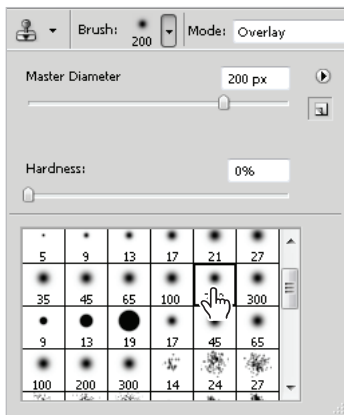 Brush: 200 Mode: Overlay
Master Diameter 200 px
Hardness: 0%
5 9 13 17 21 27
35 45 65 100 300
9 13 19 17 45 65
100 200 300 14 24 27